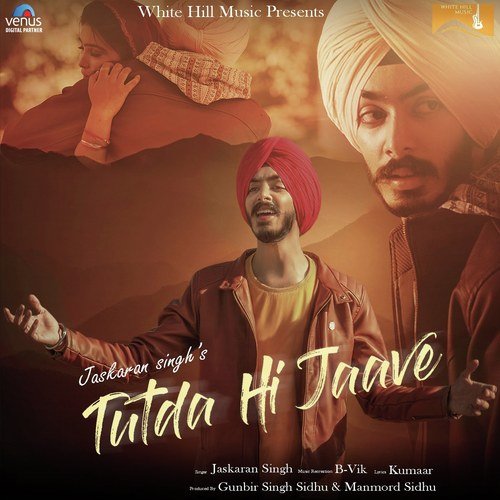 White Hill Music Presents
venus
DIGITAL PARTNER
WHITE HILL
MUSIC
Jaskaran singh's
Tutda Hi Jaave
Singer Jaskaran Singh Music Recreation B-Vik Lyrics Kumaar
Produced By Gunbir Singh Sidhu & Manmord Sidhu